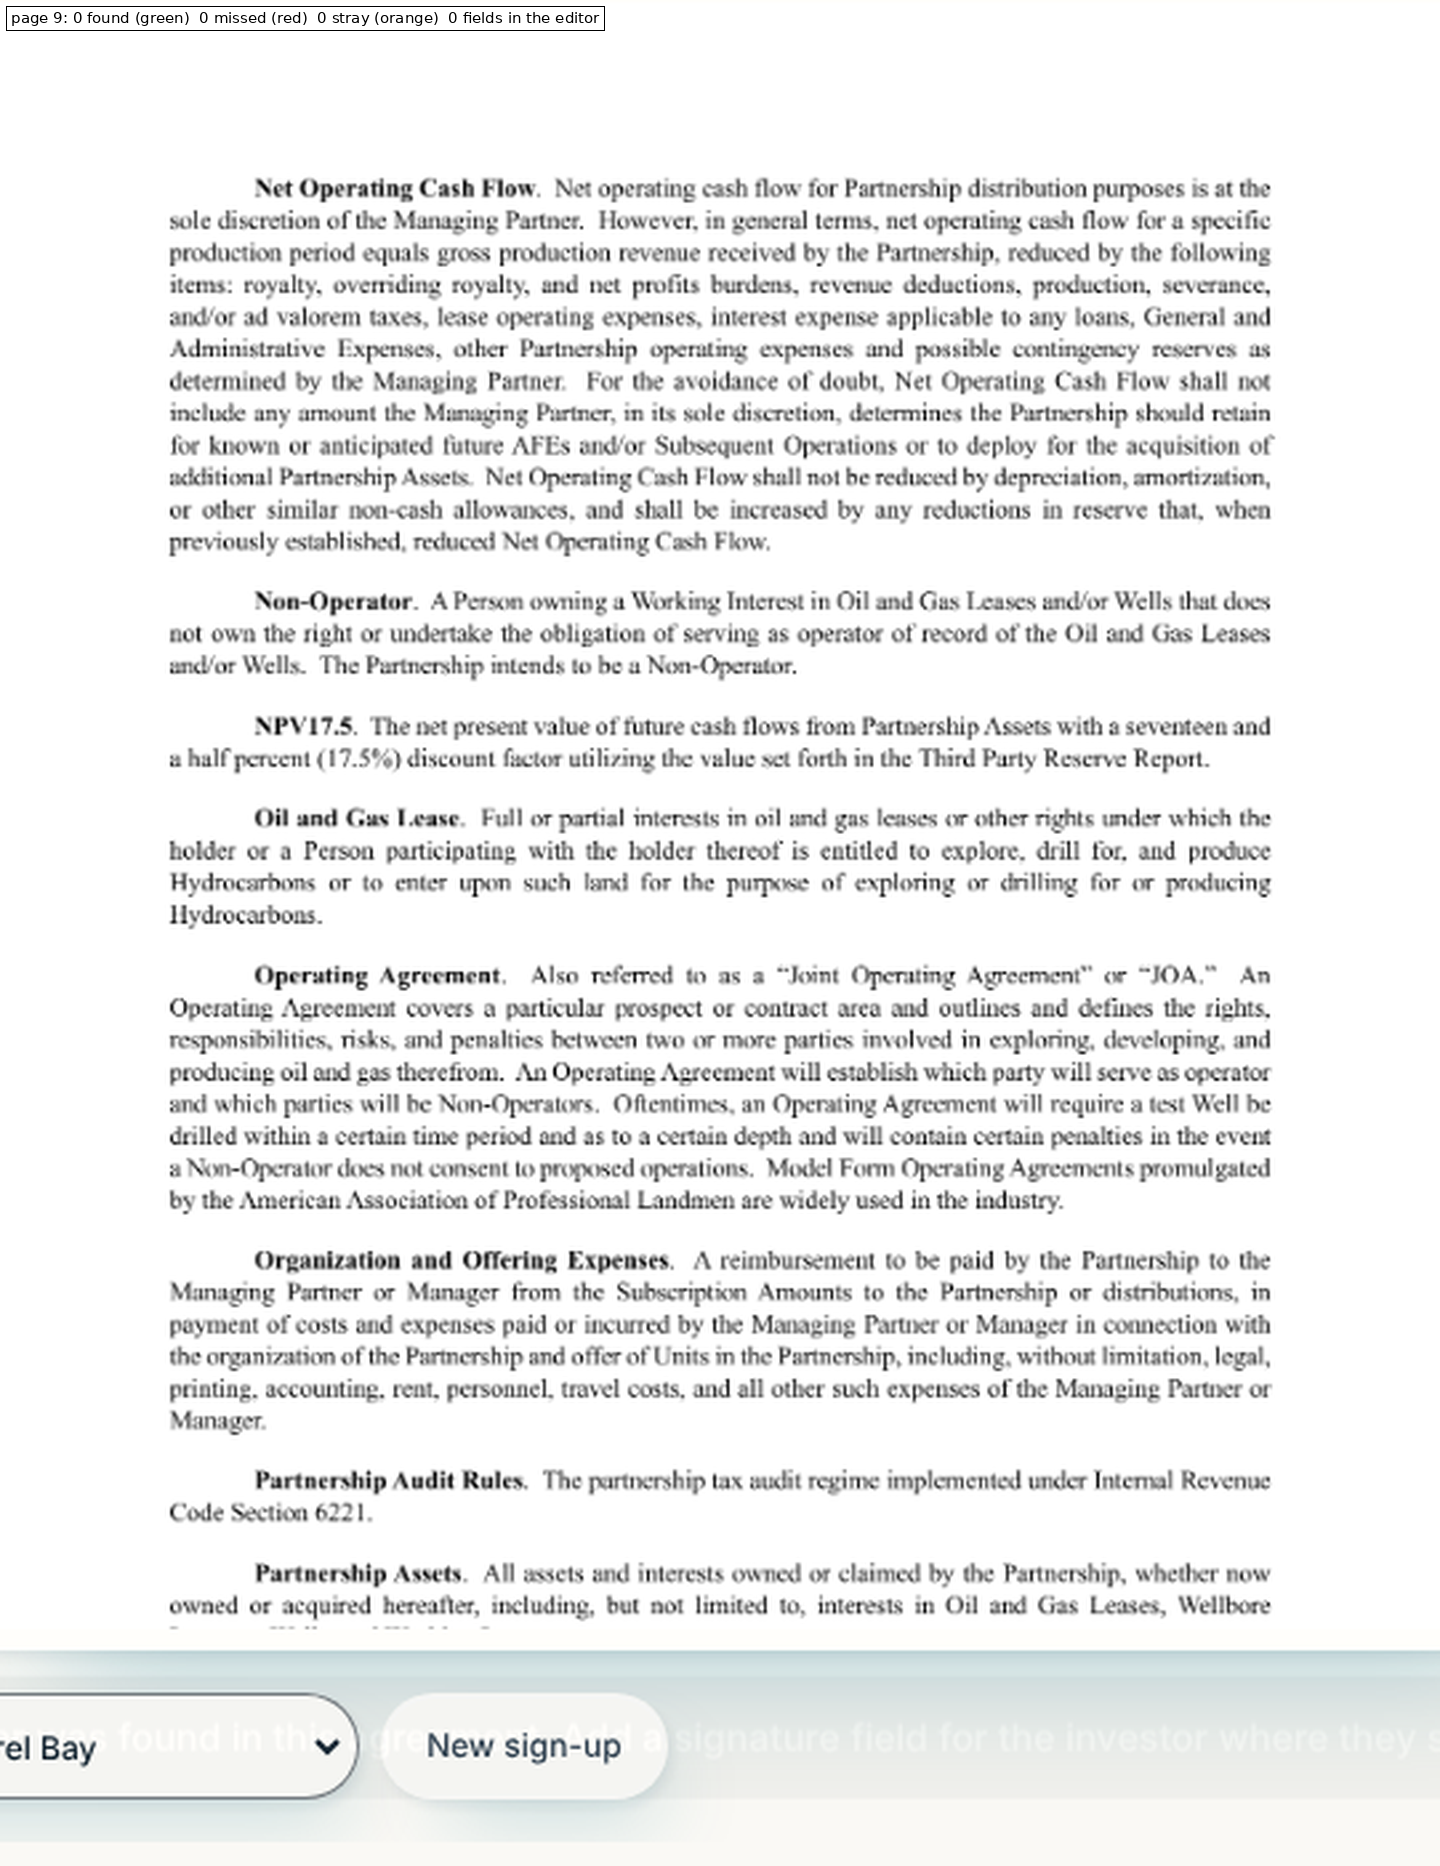 page 9: 0 found (green)  0 missed (red)  0 stray (orange)  0 fields in the editor
Net Operating Cash Flow.  Net operating cash flow for Partnership distribution purposes is at the
sole discretion of the Managing Partner.  However, in general terms, net operating cash flow for a specific
production period equals gross production revenue received by the Partnership, reduced by the following
items: royalty, overriding royalty, and net profits burdens, revenue deductions, production, severance,
and/or ad valorem taxes, lease operating expenses, interest expense applicable to any loans, General and
Administrative Expenses, other Partnership operating expenses and possible contingency reserves as
determined by the Managing Partner.  For the avoidance of doubt, Net Operating Cash Flow shall not
include any amount the Managing Partner, in its sole discretion, determines the Partnership should retain
for known or anticipated future AFEs and/or Subsequent Operations or to deploy for the acquisition of
additional Partnership Assets.  Net Operating Cash Flow shall not be reduced by depreciation, amortization,
or other similar non-cash allowances, and shall be increased by any reductions in reserve that, when
previously established, reduced Net Operating Cash Flow.
Non-Operator.  A Person owning a Working Interest in Oil and Gas Leases and/or Wells that does
not own the right or undertake the obligation of serving as operator of record of the Oil and Gas Leases
and/or Wells.  The Partnership intends to be a Non-Operator.
NPV17.5.  The net present value of future cash flows from Partnership Assets with a seventeen and
a half percent (17.5%) discount factor utilizing the value set forth in the Third Party Reserve Report.
Oil and Gas Lease.  Full or partial interests in oil and gas leases or other rights under which the
holder or a Person participating with the holder thereof is entitled to explore, drill for, and produce
Hydrocarbons or to enter upon such land for the purpose of exploring or drilling for or producing
Hydrocarbons.
Operating Agreement.  Also referred to as a “Joint Operating Agreement” or “JOA.”  An
Operating Agreement covers a particular prospect or contract area and outlines and defines the rights,
responsibilities, risks, and penalties between two or more parties involved in exploring, developing, and
producing oil and gas therefrom.  An Operating Agreement will establish which party will serve as operator
and which parties will be Non-Operators.  Oftentimes, an Operating Agreement will require a test Well be
drilled within a certain time period and as to a certain depth and will contain certain penalties in the event
a Non-Operator does not consent to proposed operations.  Model Form Operating Agreements promulgated
by the American Association of Professional Landmen are widely used in the industry.
Organization and Offering Expenses.  A reimbursement to be paid by the Partnership to the
Managing Partner or Manager from the Subscription Amounts to the Partnership or distributions, in
payment of costs and expenses paid or incurred by the Managing Partner or Manager in connection with
the organization of the Partnership and offer of Units in the Partnership, including, without limitation, legal,
printing, accounting, rent, personnel, travel costs, and all other such expenses of the Managing Partner or
Manager.
Partnership Audit Rules.  The partnership tax audit regime implemented under Internal Revenue
Code Section 6221.
Partnership Assets.  All assets and interests owned or claimed by the Partnership, whether now
owned or acquired hereafter, including, but not limited to, interests in Oil and Gas Leases, Wellbore
found in this agreement. Add a signature field for the investor where they
rel Bay
New sign-up